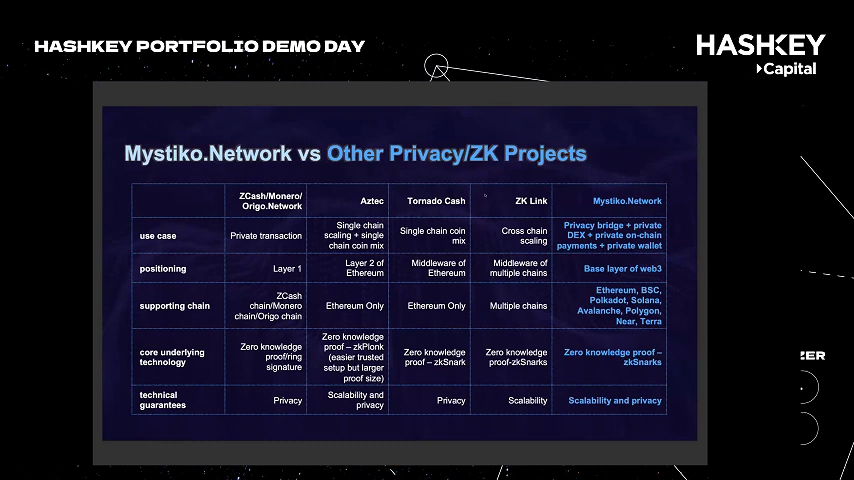 HASHKEY PORTFOLIO DEMO DAY
HASHKEY
Capital
Mystiko.Network vs Other Privacy/ZK Projects
ZCash/Monero/
Origo.Network
Aztec
Tornado Cash
ZK Link
Mystiko.Network
use case
Private transaction
Single chain
scaling + single
chain coin mix
Single chain coin
mix
Cross chain
scaling
Privacy bridge + private
DEX + private on-chain
payments + private wallet
positioning
Layer 1
Layer 2 of
Ethereum
Middleware of
Ethereum
Middleware of
multiple chains
Base layer of web3
supporting chain
ZCash
chain/Monero
chain/Origo chain
Ethereum Only
Ethereum Only
Multiple chains
Ethereum, BSC,
Polkadot, Solana,
Avalanche, Polygon,
Near, Terra
core underlying
technology
Zero knowledge
proof/ring
signature
Zero knowledge
proof – zkPlonk
(easier trusted
setup but larger
proof size)
Zero knowledge
proof – zkSnark
Zero knowledge
proof-zkSnarks
Zero knowledge proof –
zkSnarks
technical
guarantees
Privacy
Scalability and
privacy
Privacy
Scalability
Scalability and privacy